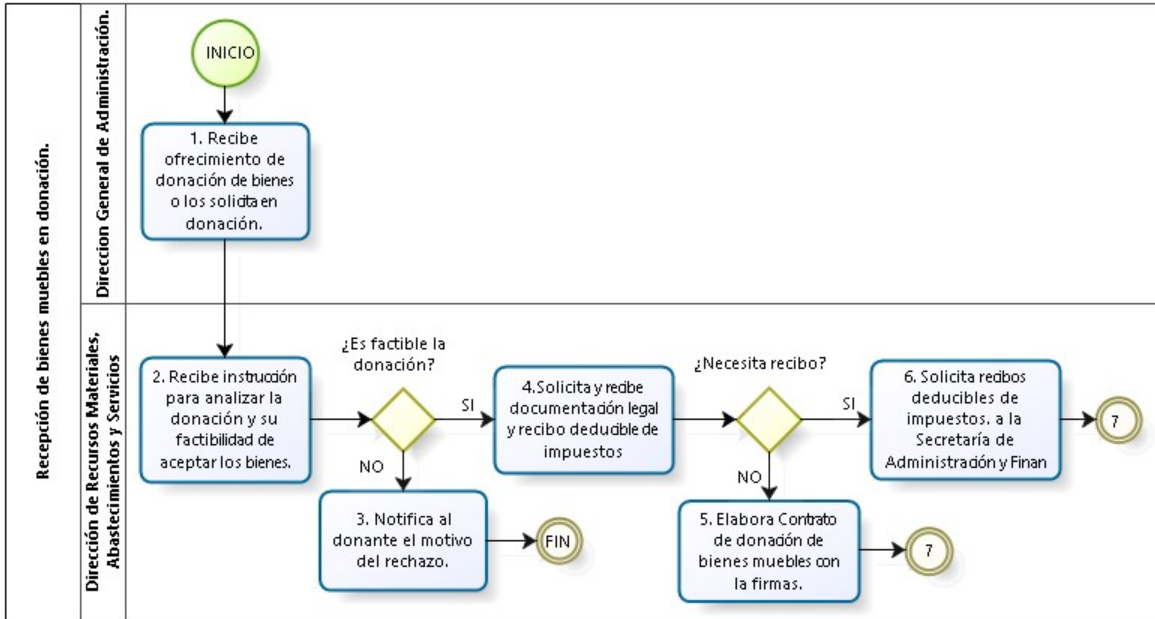 Recepción de bienes muebles en donación.
Direccion General de Administración.
INICIO
1. Recibe
ofrecimiento de
donación de bienes
o los solicita en
donación.
Dirección de Recursos Materiales,
Abastecimientos y Servicios
2. Recibe instrucción
para analizar la
donación y su
factibilidad de
aceptar los bienes.
¿Es factible la
donación?
SI
NO
3. Notifica al
donante el motivo
del rechazo.
FIN
4.Solicita y recibe
documentación legal
y recibo deducible de
impuestos
¿Necesita recibo?
SI
NO
5. Elabora Contrato
de donación de
bienes muebles con
la firmas.
7
6. Solicita recibos
deducibles de
impuestos. a la
Secretaría de
Administración y Finan
7